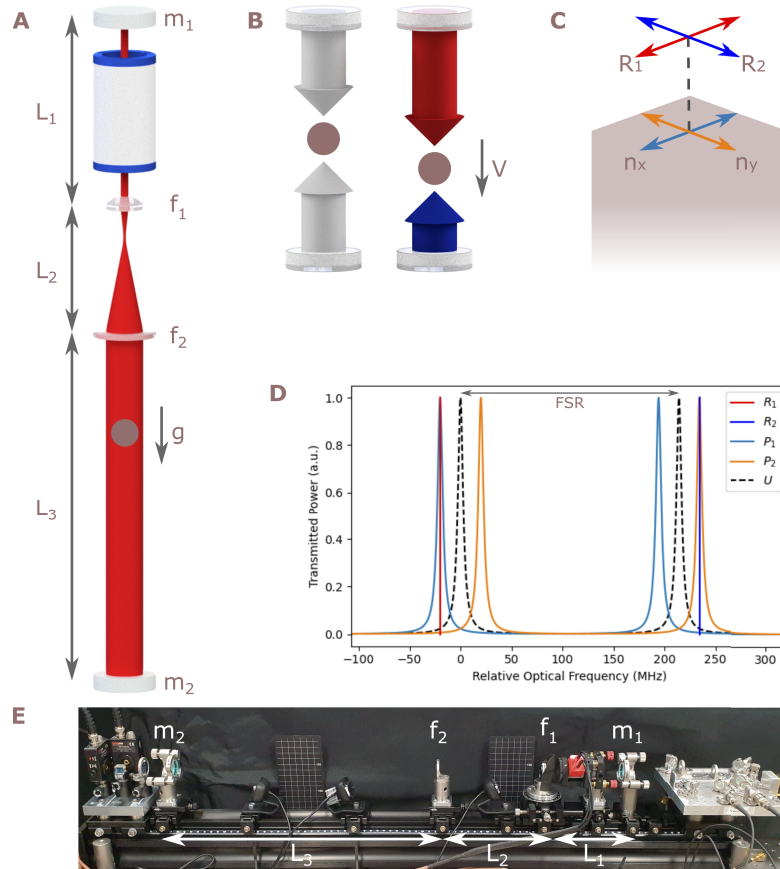 A
m1
L1
f1
L2
f2
g
L3
m2
B
V
C
R1
R2
nx
ny
D
FSR
R1
R2
P1
P2
U
1.0
0.8
0.6
0.4
0.2
0.0
Transmitted Power (a.u.)
−100
−50
0
50
100
150
200
250
300
Relative Optical Frequency (MHz)
E
m2
f2
f1
m1
L3
L2
L1